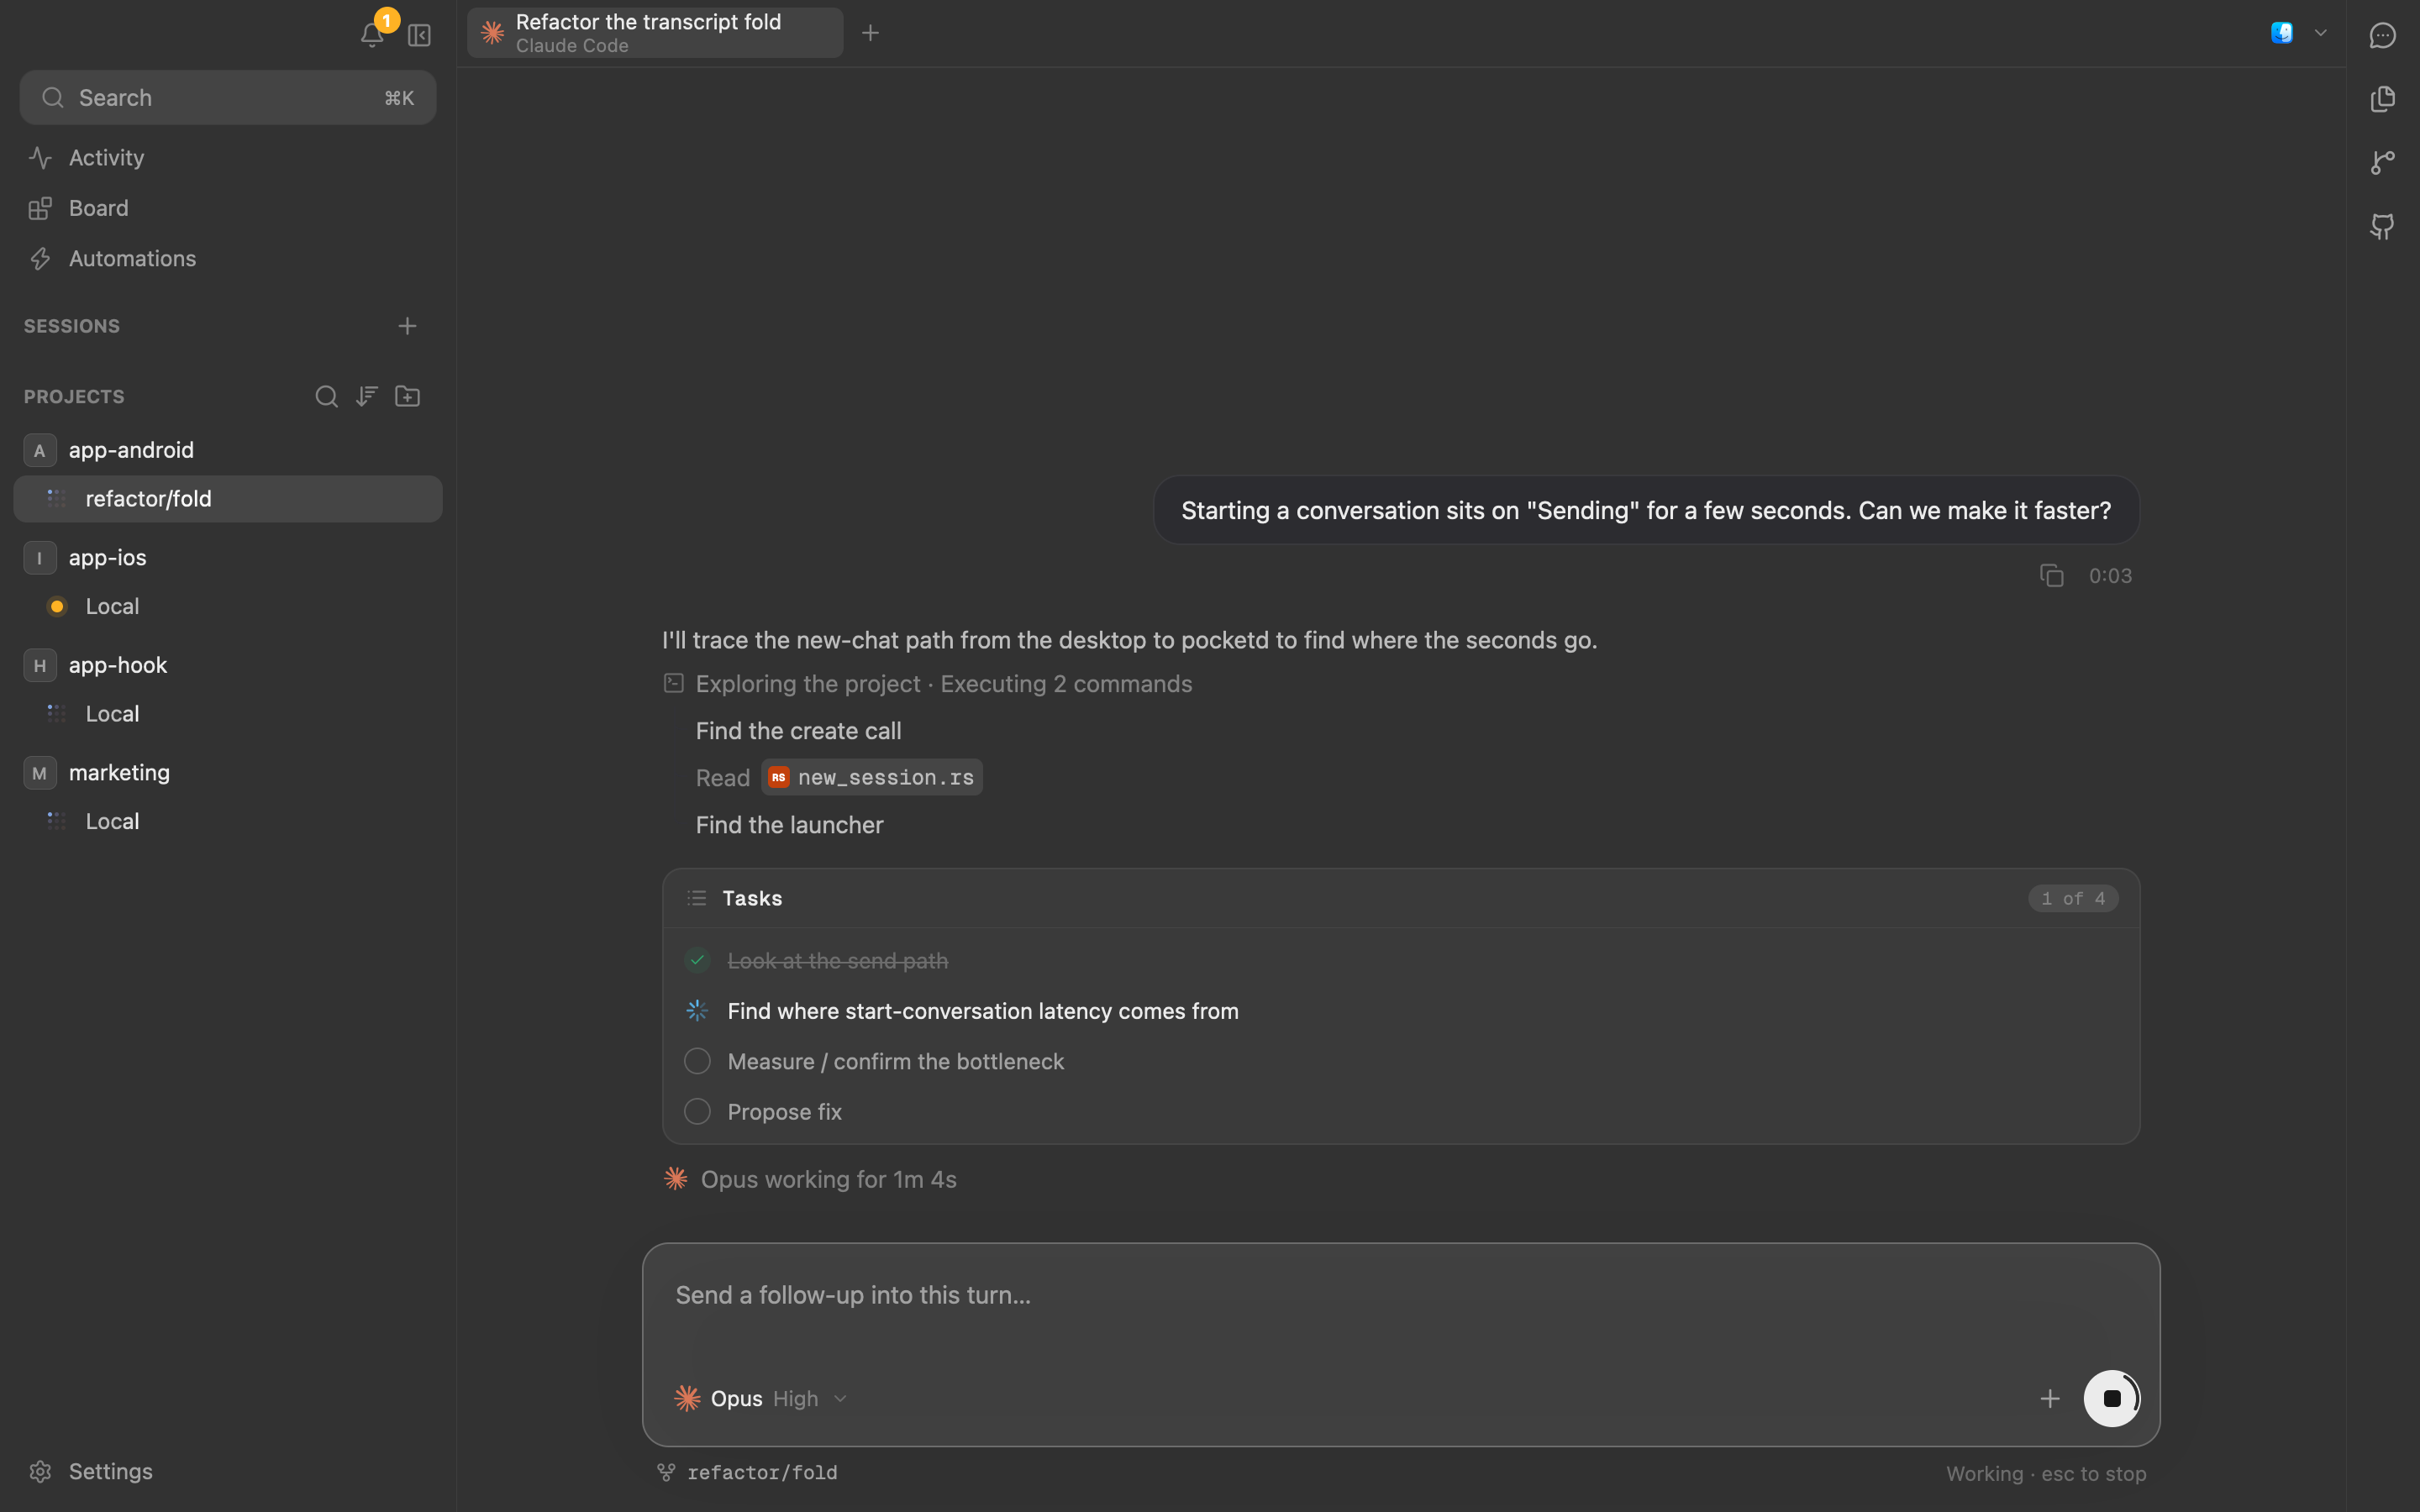 1
Search ⌘K
Activity
Board
Automations
SESSIONS
PROJECTS
A app-android
refactor/fold
I app-ios
Local
H app-hook
Local
M marketing
Local
Settings
Refactor the transcript fold
Claude Code
Starting a conversation sits on "Sending" for a few seconds. Can we make it faster?
0:03
I'll trace the new-chat path from the desktop to pocketd to find where the seconds go.
Exploring the project · Executing 2 commands
Find the create call
Read RS new_session.rs
Find the launcher
Tasks 1 of 4
Look at the send path
Find where start-conversation latency comes from
Measure / confirm the bottleneck
Propose fix
Opus working for 1m 4s
Send a follow-up into this turn...
Opus High
refactor/fold
Working · esc to stop